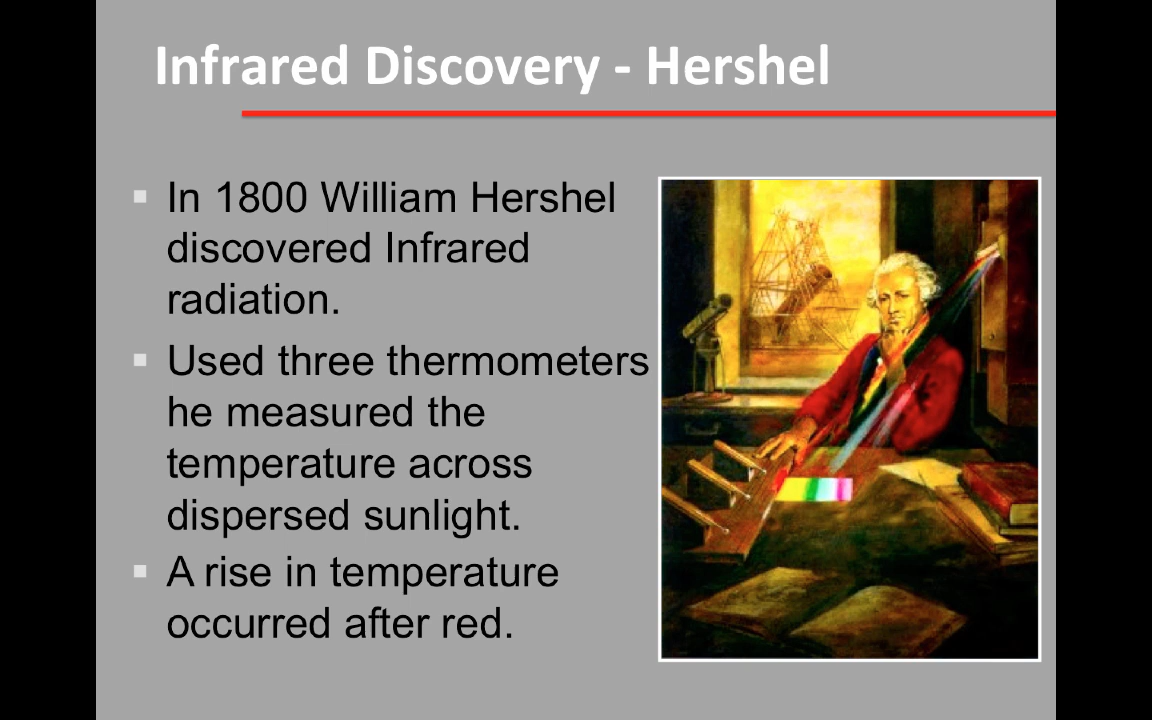 Infrared Discovery - Hershel
▪ In 1800 William Hershel
discovered Infrared
radiation.
▪ Used three thermometers
he measured the
temperature across
dispersed sunlight.
▪ A rise in temperature
occurred after red.